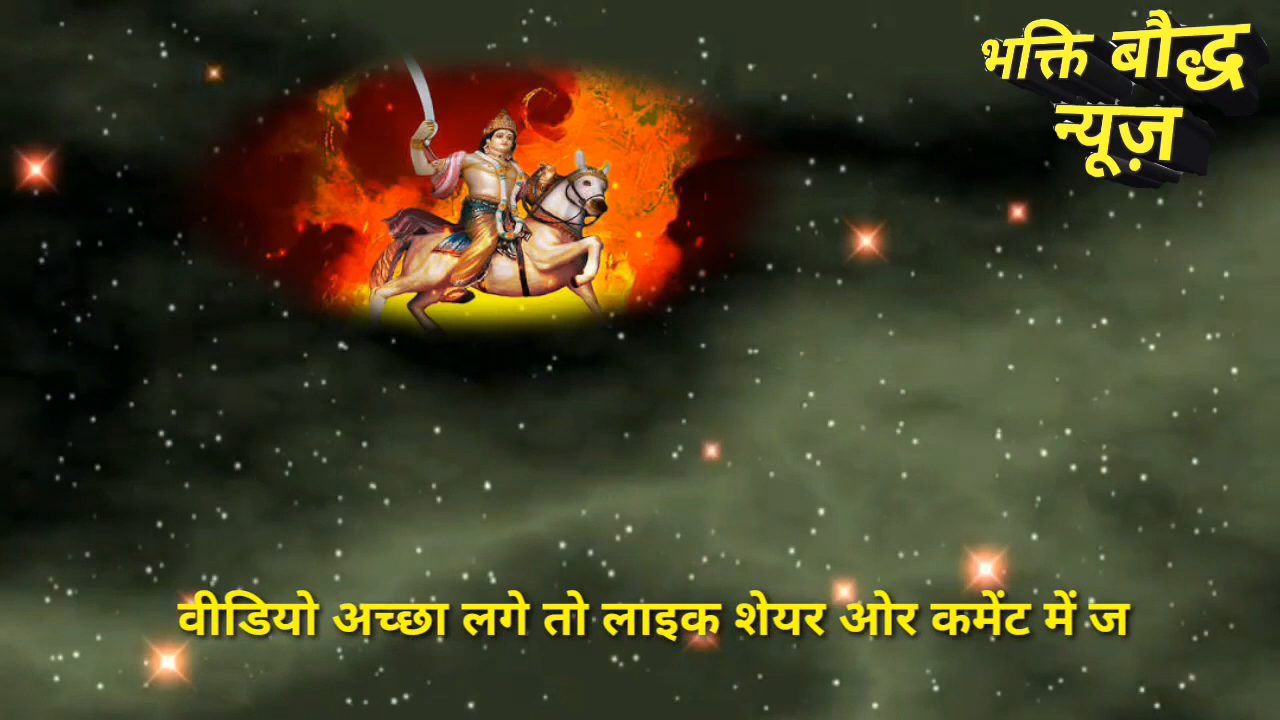 भक्ति बौद्ध
न्यूज़
वीडियो अच्छा लगे तो लाइक शेयर ओर कमेंट में ज